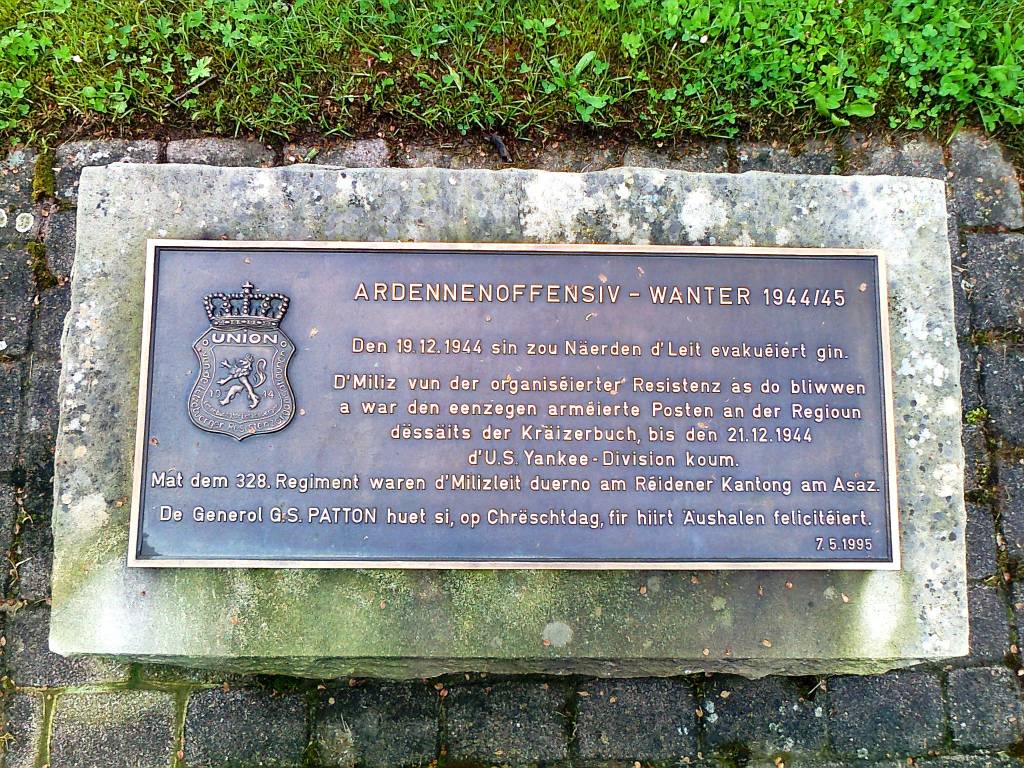 ARDENNENOFFENSIV - WANTER 1944/45
UNION
Den 19.12.1944 sin zou Näerden d'Leit evakuéiert gin.
D'Miliz vun der organiséierter Resistenz as do bliwwen
a war den eenzegen arméierte Posten an der Regioun
dëssäits der Kräizerbuch, bis den 21.12.1944
d'U.S. Yankee-Division koum.
Mat dem 328. Regiment waren d'Milizleit duerno am Réidener Kantong am Asaz.
De Generol G.S. PATTON huet si, op Chrëschtdag, fir hiirt Aushalen felicitéiert.
7.5.1995